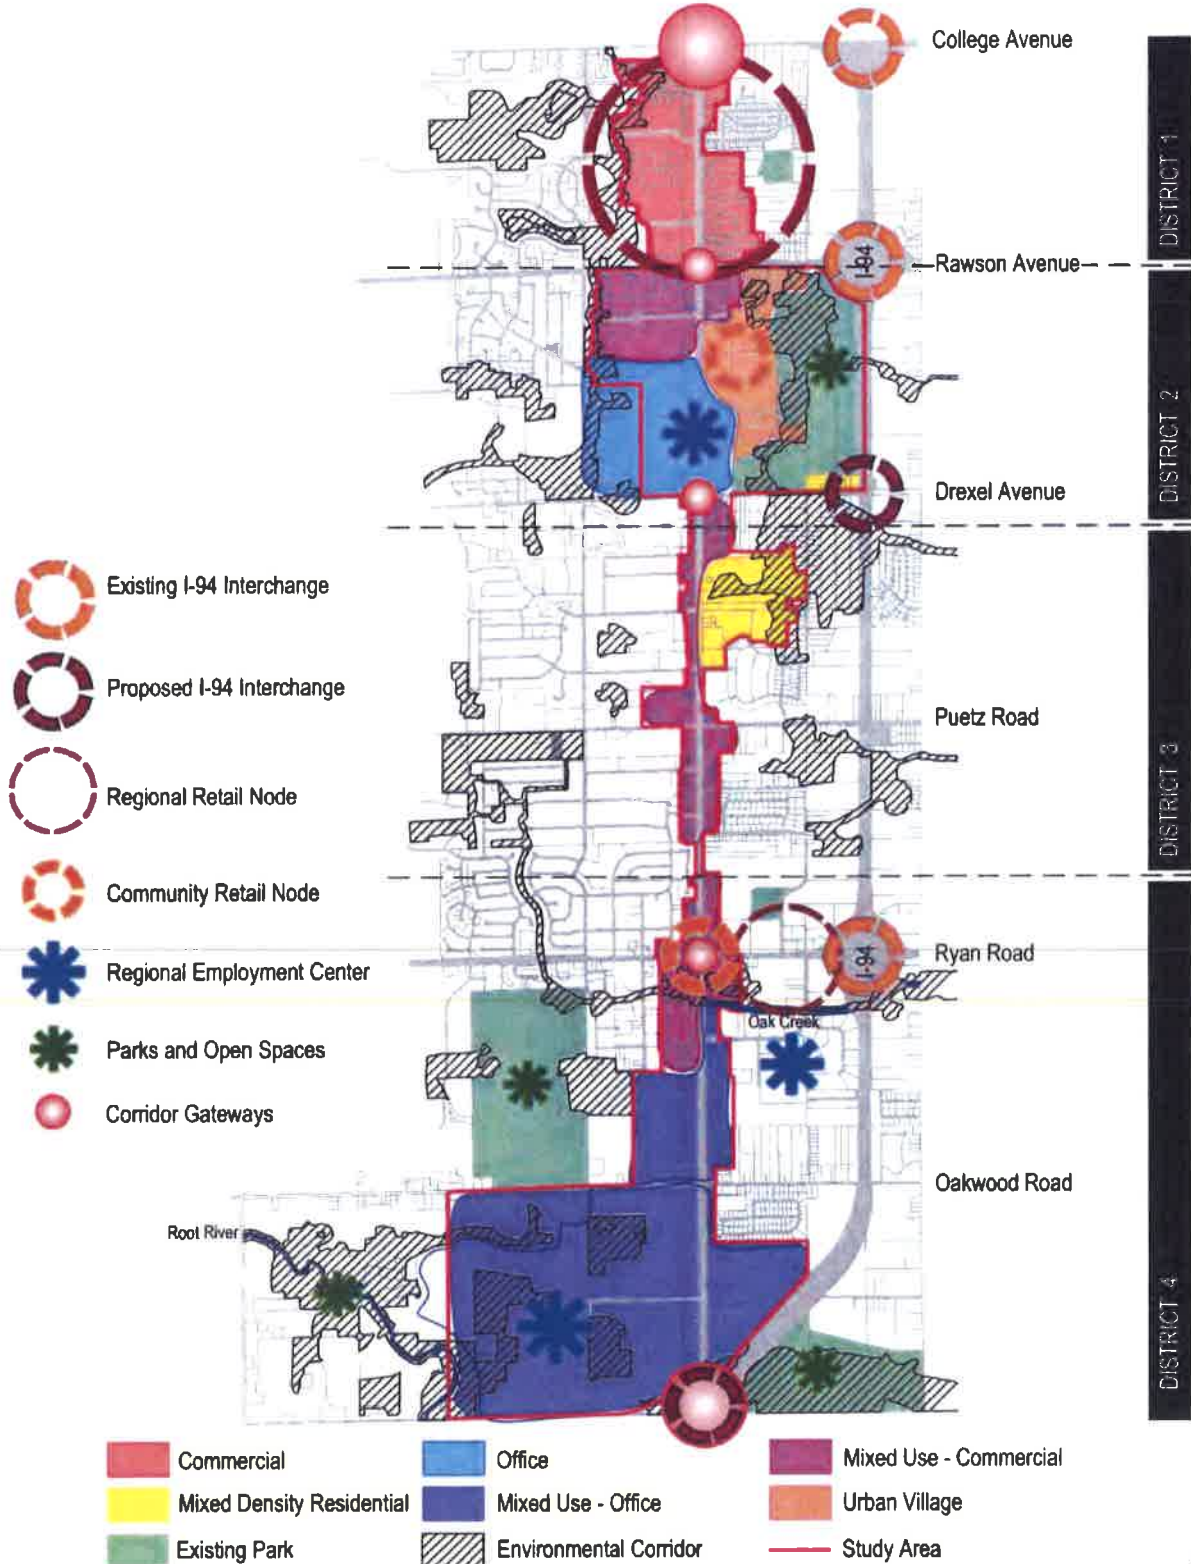 College Avenue
DISTRICT 1
I-94
Rawson Avenue
DISTRICT 2
Drexel Avenue
Existing I-94 Interchange
Proposed I-94 Interchange
Puetz Road
DISTRICT 3
Regional Retail Node
Community Retail Node
I-94
Ryan Road
Regional Employment Center
Oak Creek
Parks and Open Spaces
Corridor Gateways
Oakwood Road
Root River
DISTRICT 4
Commercial
Office
Mixed Use - Commercial
Mixed Density Residential
Mixed Use - Office
Urban Village
Existing Park
Environmental Corridor
Study Area